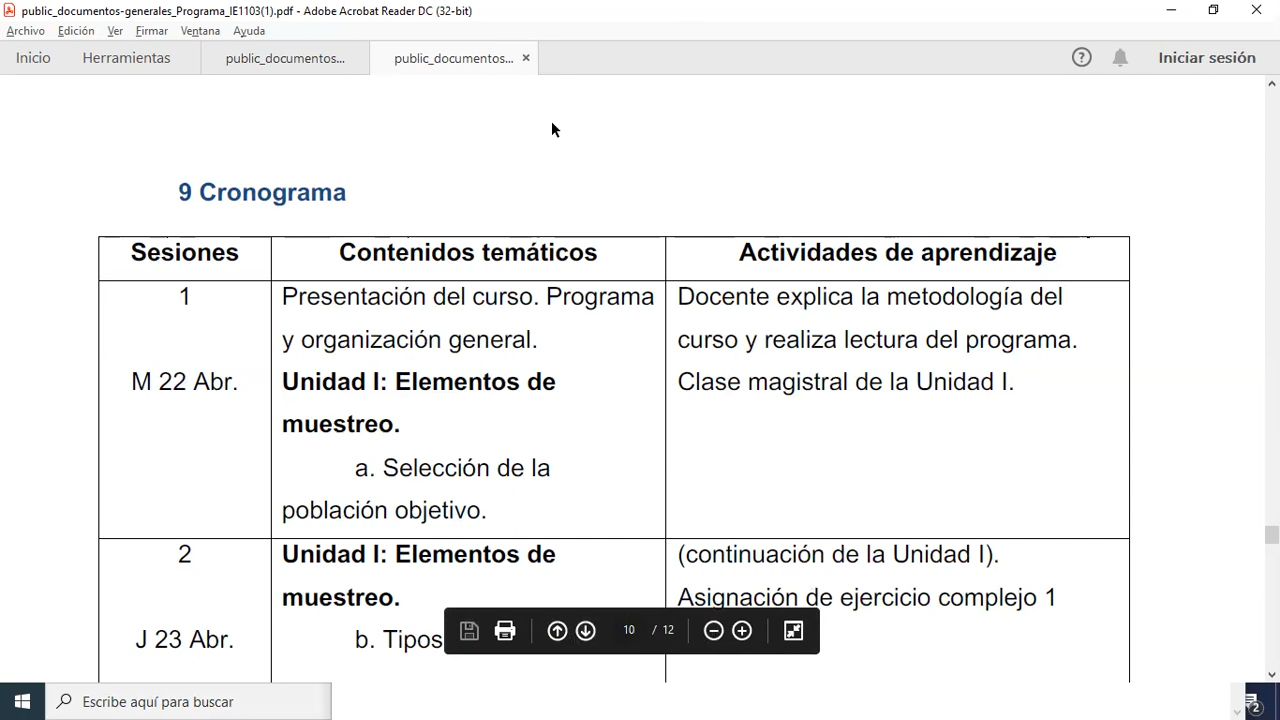 public_documentos-generales_Programa_IE1103(1).pdf - Adobe Acrobat Reader DC (32-bit)
Archivo Edición Ver Firmar Ventana Ayuda
Inicio Herramientas public_documentos... public_documentos... × Iniciar sesión
9 Cronograma
Sesiones Contenidos temáticos Actividades de aprendizaje
1
M 22 Abr.
Presentación del curso. Programa
y organización general.
Unidad I: Elementos de
muestreo.
a. Selección de la
población objetivo.
Docente explica la metodología del
curso y realiza lectura del programa.
Clase magistral de la Unidad I.
2
J 23 Abr.
Unidad I: Elementos de
muestreo.
b. Tipos
(continuación de la Unidad I).
Asignación de ejercicio complejo 1
10 / 12
Escribe aquí para buscar
2